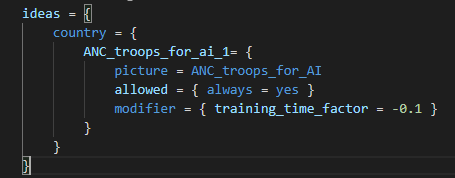 ideas = {
    country = {
        ANC_troops_for_ai_1= {
            picture = ANC_troops_for_AI
            allowed = { always = yes }
            modifier = { training_time_factor = -0.1 }
        }
    }
}